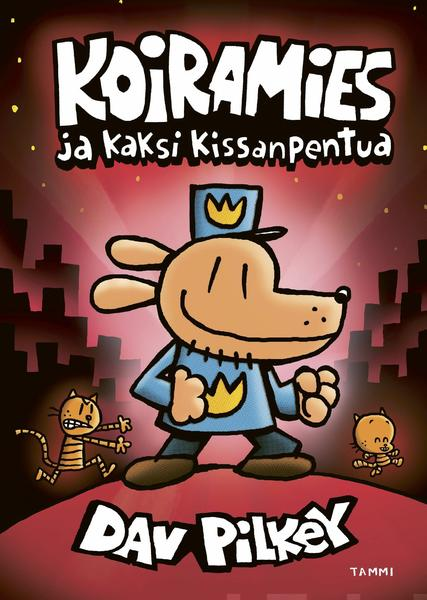 KOIRAMIES
ja Kaksi Kissanpentua
DAV PILKEY
TAMMI